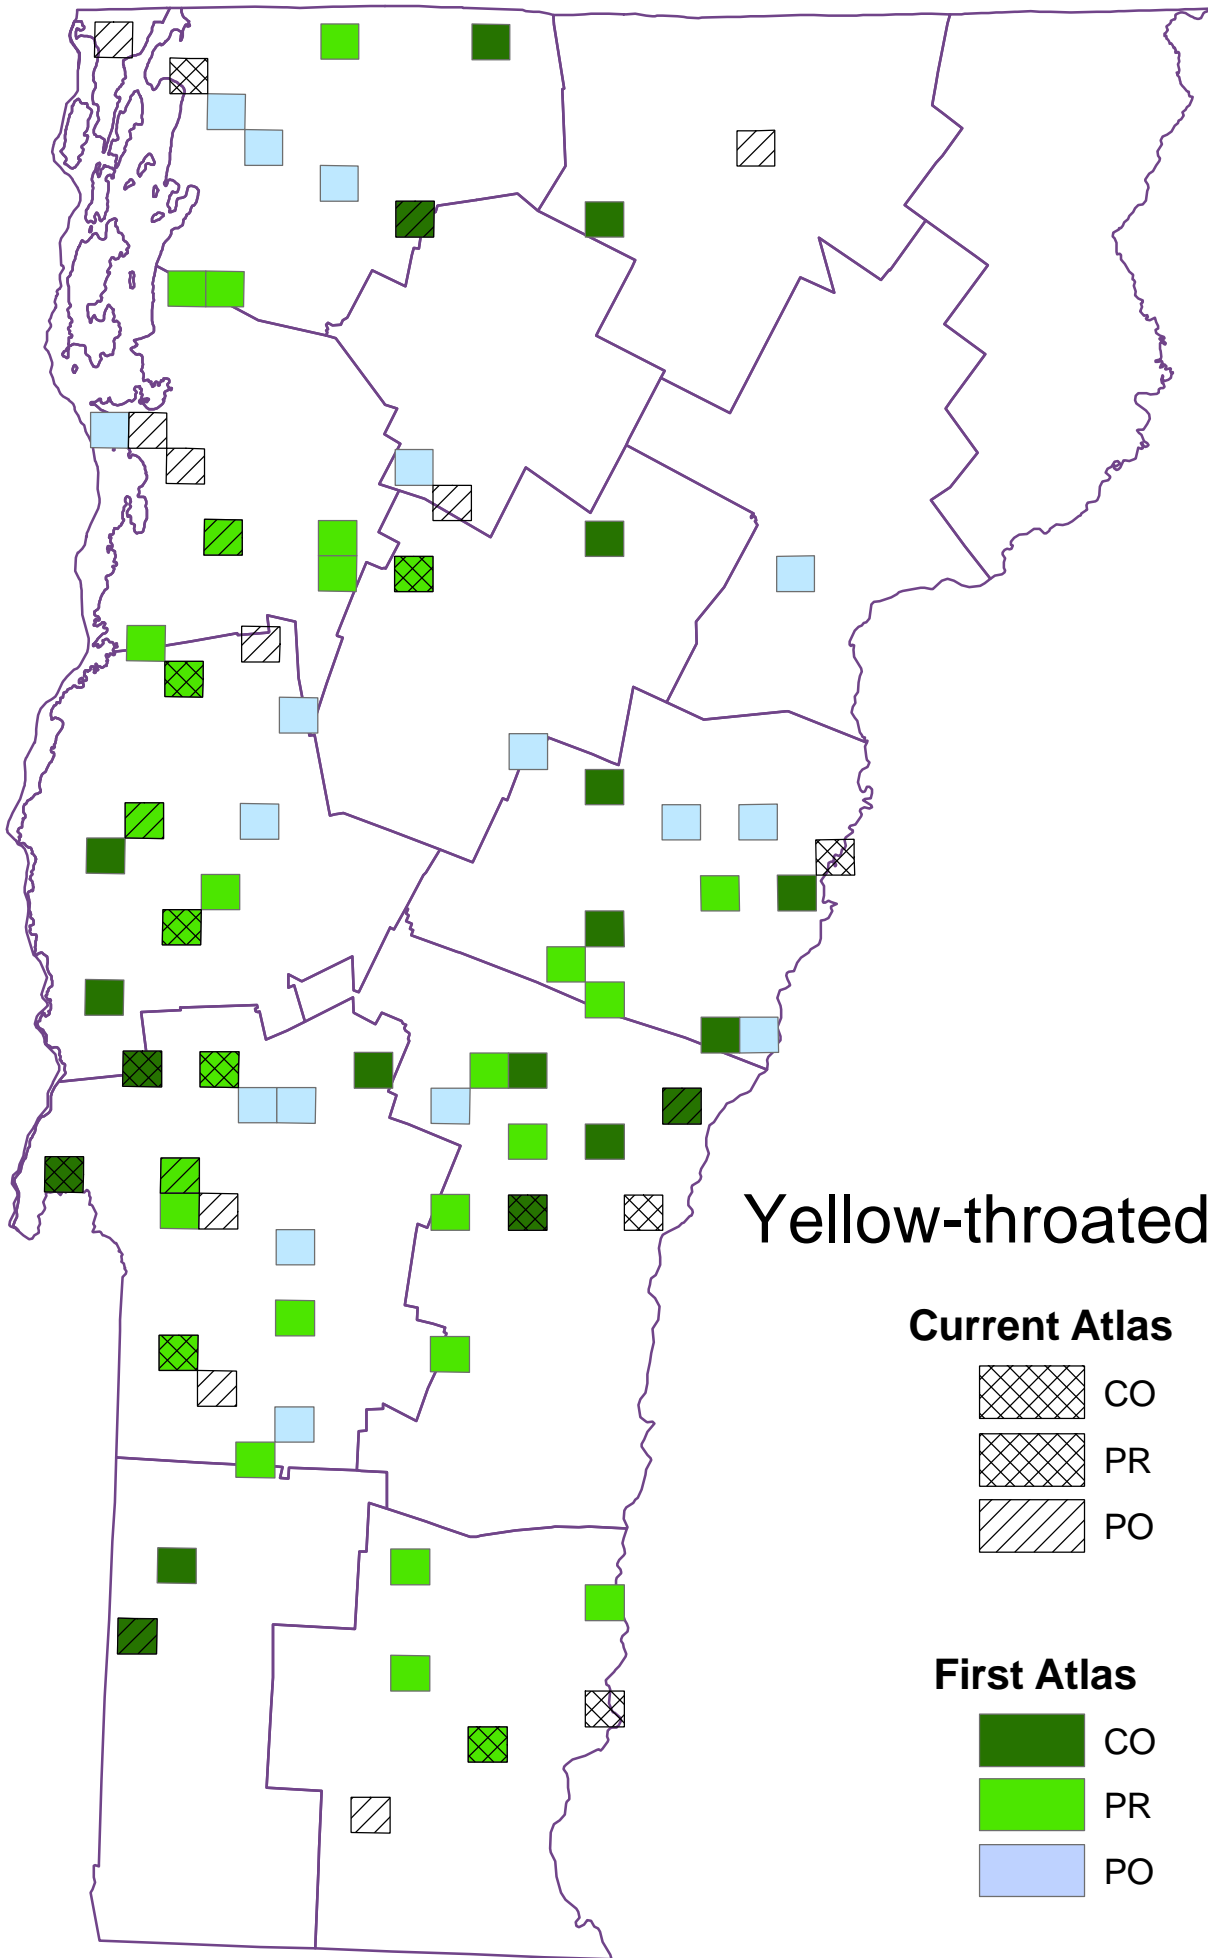 Yellow-throated
Current Atlas
CO
PR
PO
First Atlas
CO
PR
PO